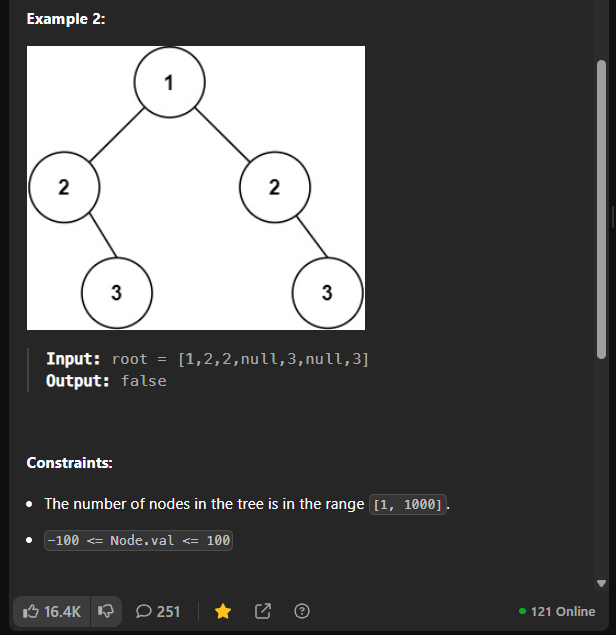 Example 2:
1
2 2
3 3
Input: root = [1,2,2,null,3,null,3]
Output: false
Constraints:
• The number of nodes in the tree is in the range [1, 1000].
• -100 <= Node.val <= 100
16.4K 251 121 Online